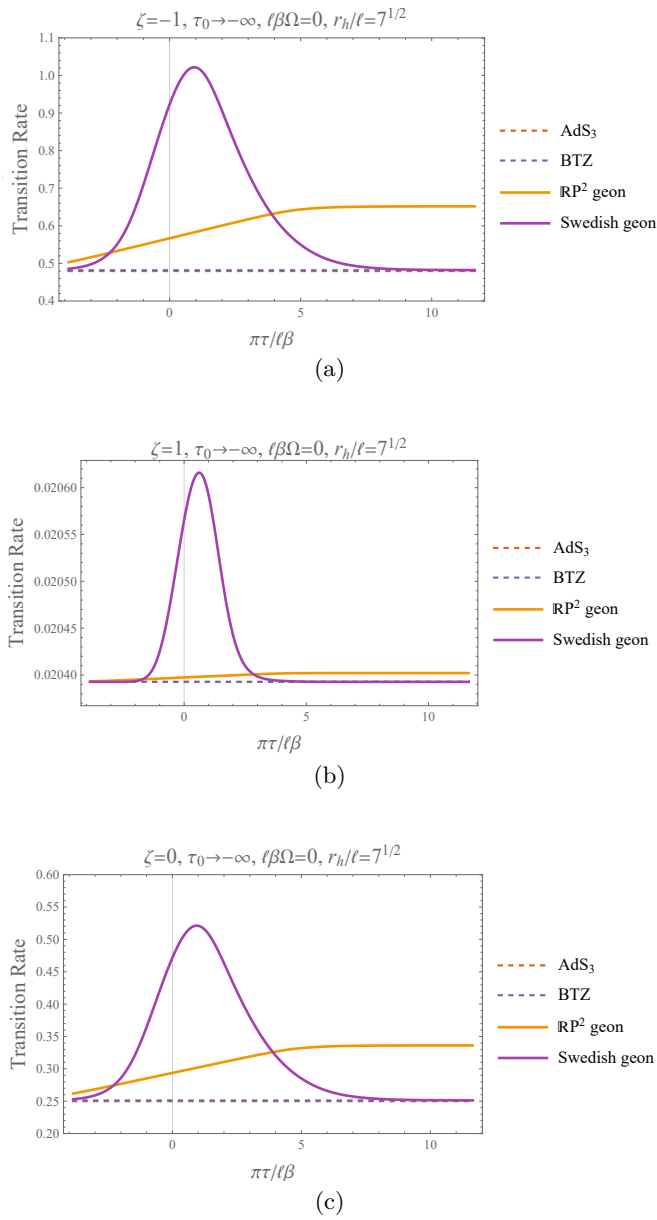 ζ=−1, τ₀→−∞, ℓβΩ=0, r_h/ℓ=7^{1/2}
1.1
1.0
0.9
0.8
0.7
0.6
0.5
0.4
Transition Rate
0 5 10
πτ/ℓβ
AdS₃
BTZ
ℝP² geon
Swedish geon
(a)
ζ=1, τ₀→−∞, ℓβΩ=0, r_h/ℓ=7^{1/2}
0.02060
0.02055
0.02050
0.02045
0.02040
Transition Rate
0 5 10
πτ/ℓβ
AdS₃
BTZ
ℝP² geon
Swedish geon
(b)
ζ=0, τ₀→−∞, ℓβΩ=0, r_h/ℓ=7^{1/2}
0.60
0.55
0.50
0.45
0.40
0.35
0.30
0.25
0.20
Transition Rate
0 5 10
πτ/ℓβ
AdS₃
BTZ
ℝP² geon
Swedish geon
(c)